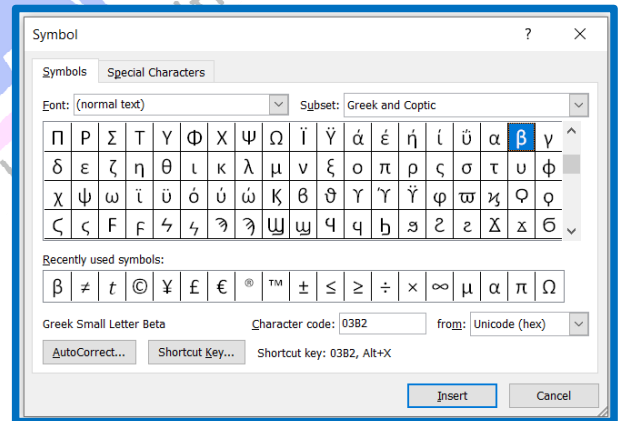 Symbol ? ×
Symbols Special Characters
Font: (normal text) Subset: Greek and Coptic
Π Ρ Σ Τ Υ Φ Χ Ψ Ω Ϊ Ϋ ά έ ή ί ΰ α β γ
δ ε ζ η θ ι κ λ μ ν ξ ο π ρ ς σ τ υ φ
χ ψ ω ϊ ϋ ό ύ ώ Ϗ ϐ ϑ ϒ ϓ ϔ ϕ ϖ ϗ Ϙ ϙ
Ϛ ϛ Ϝ ϝ Ϟ ϟ Ϡ ϡ Ϣ ϣ Ϥ ϥ Ϧ ϧ Ϩ ϩ Ϫ ϫ Ϭ
Recently used symbols:
β ≠ t © ¥ £ € ® ™ ± ≤ ≥ ÷ × ∞ µ α π Ω
Greek Small Letter Beta Character code: 03B2 from: Unicode (hex)
AutoCorrect... Shortcut Key... Shortcut key: 03B2, Alt+X
Insert Cancel